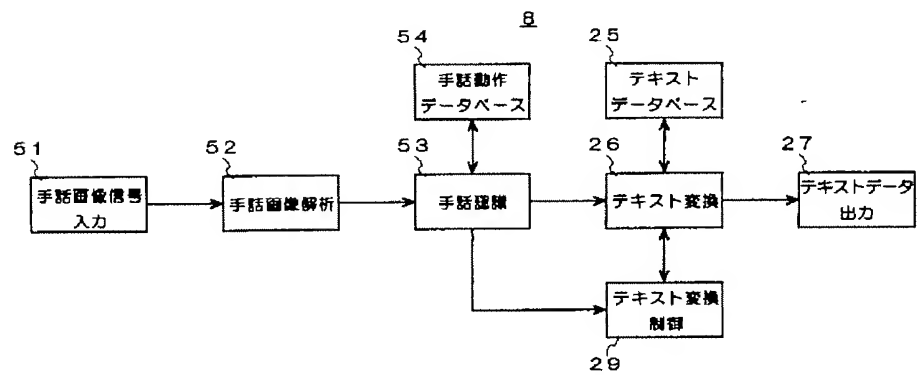 8
54
手話動作
データベース
25
テキスト
データベース
51
手話画像信号
入力
52
手話画像解析
53
手話認識
26
テキスト変換
27
テキストデータ
出力
テキスト変換
制御
29